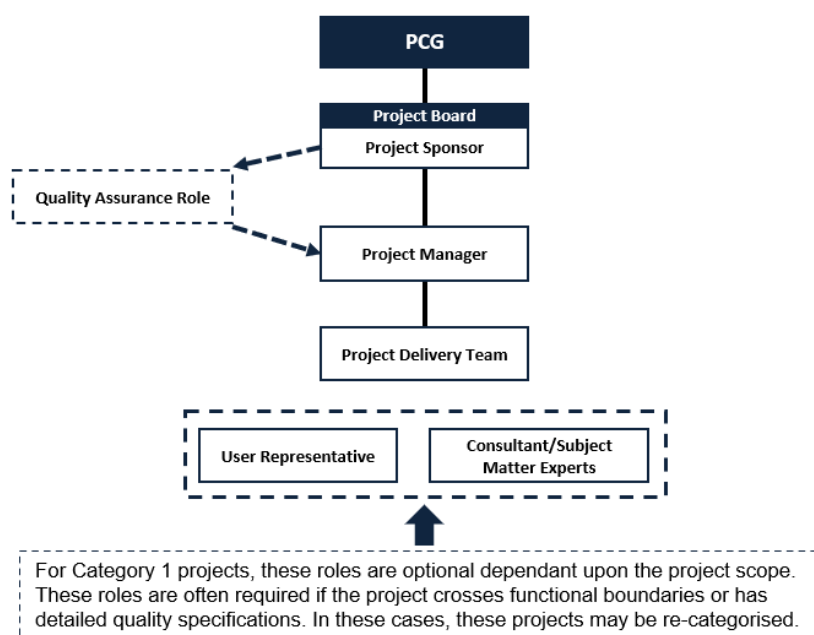 PCG
Project Board
Project Sponsor
Quality Assurance Role
Project Manager
Project Delivery Team
User Representative
Consultant/Subject
Matter Experts
For Category 1 projects, these roles are optional dependant upon the project scope.
These roles are often required if the project crosses functional boundaries or has
detailed quality specifications. In these cases, these projects may be re-categorised.